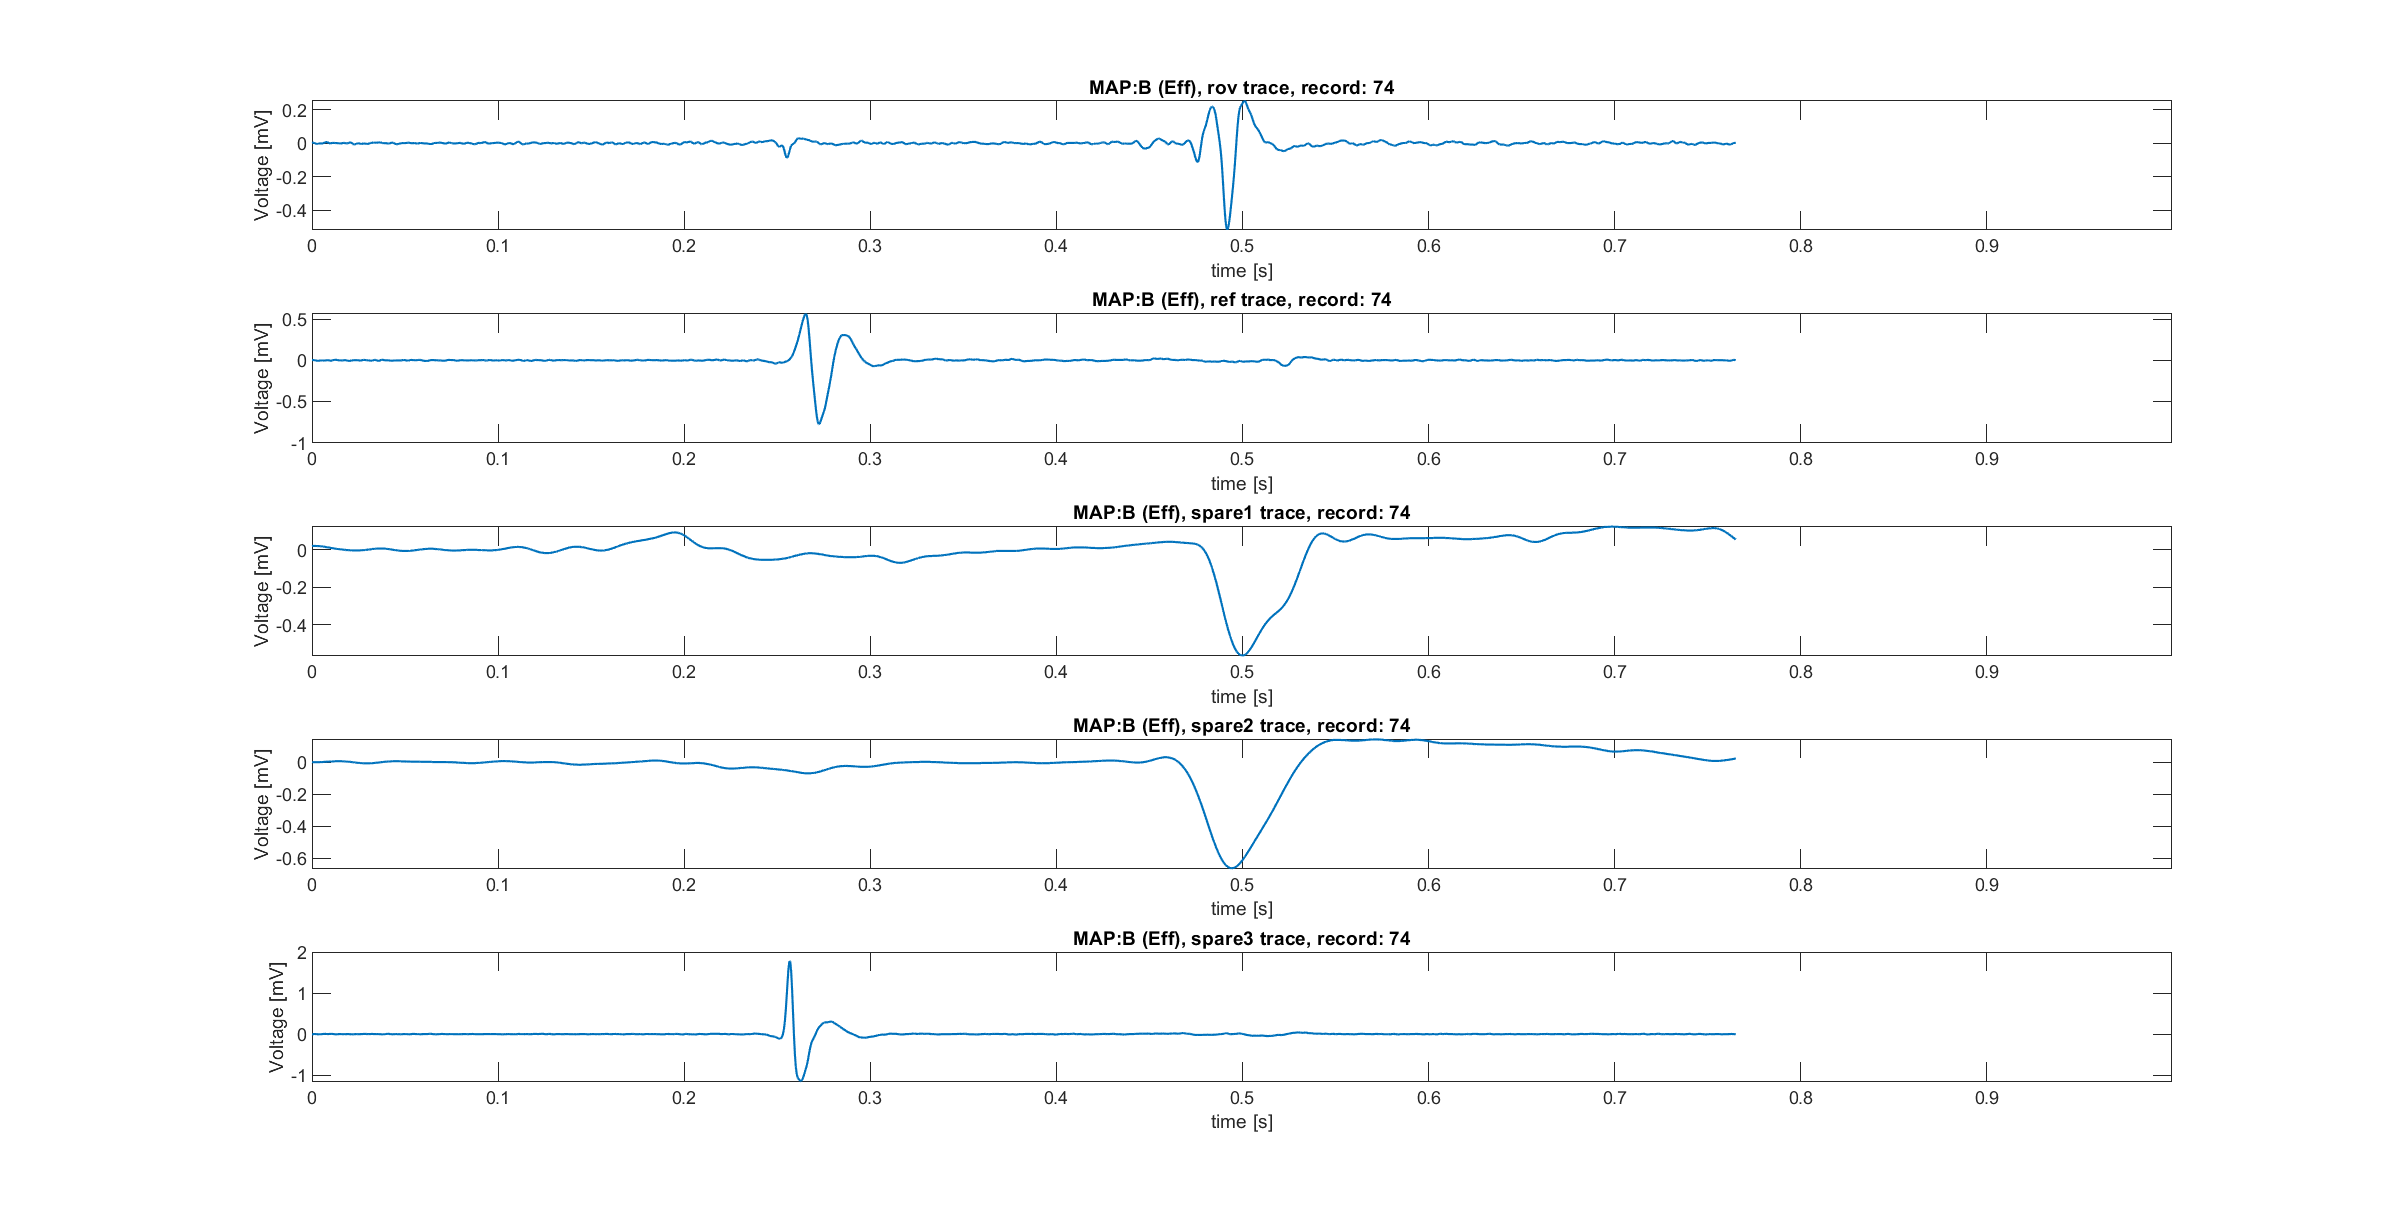 MAP:B (Eff), rov trace, record: 74
Voltage [mV]
0.2
0
-0.2
-0.4
0 0.1 0.2 0.3 0.4 0.5 0.6 0.7 0.8 0.9
time [s]
MAP:B (Eff), ref trace, record: 74
Voltage [mV]
0.5
0
-0.5
-1
0 0.1 0.2 0.3 0.4 0.5 0.6 0.7 0.8 0.9
time [s]
MAP:B (Eff), spare1 trace, record: 74
Voltage [mV]
0
-0.2
-0.4
0 0.1 0.2 0.3 0.4 0.5 0.6 0.7 0.8 0.9
time [s]
MAP:B (Eff), spare2 trace, record: 74
Voltage [mV]
0
-0.2
-0.4
-0.6
0 0.1 0.2 0.3 0.4 0.5 0.6 0.7 0.8 0.9
time [s]
MAP:B (Eff), spare3 trace, record: 74
Voltage [mV]
2
1
0
-1
0 0.1 0.2 0.3 0.4 0.5 0.6 0.7 0.8 0.9
time [s]